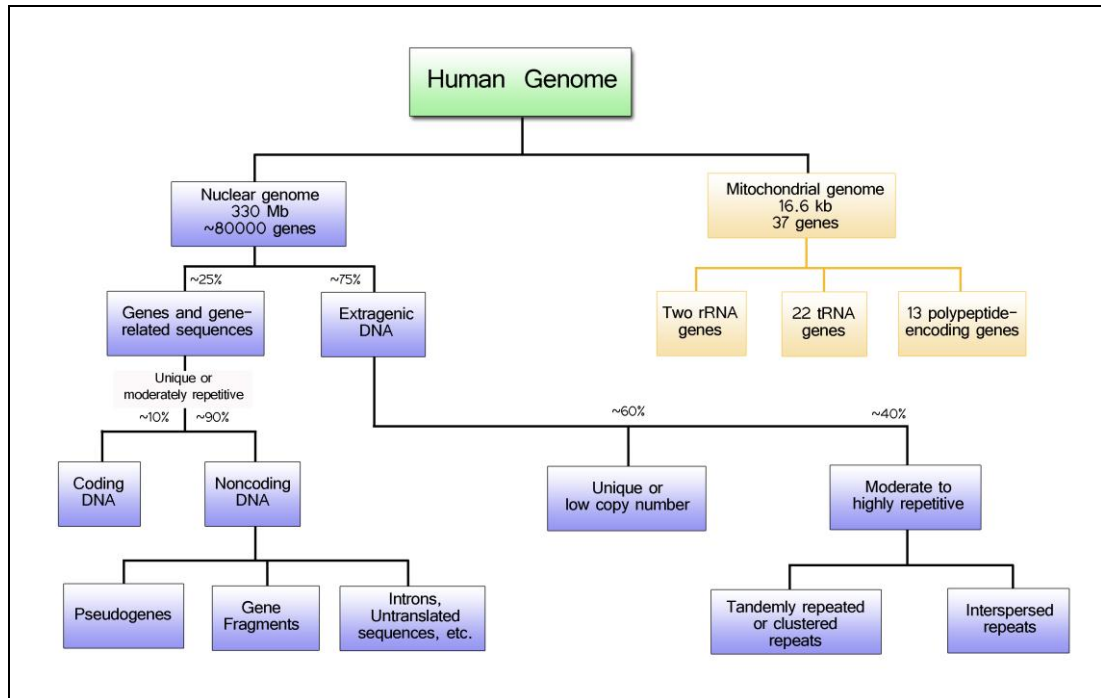 Human Genome
Nuclear genome
330 Mb
~80000 genes
Mitochondrial genome
16.6 kb
37 genes
~25%
~75%
Genes and gene-
related sequences
Extragenic
DNA
Two rRNA
genes
22 tRNA
genes
13 polypeptide-
encoding genes
Unique or
moderately repetitive
~10%
~90%
~60%
~40%
Coding
DNA
Noncoding
DNA
Unique or
low copy number
Moderate to
highly repetitive
Pseudogenes
Gene
Fragments
Introns,
Untranslated
sequences, etc.
Tandemly repeated
or clustered
repeats
Interspersed
repeats